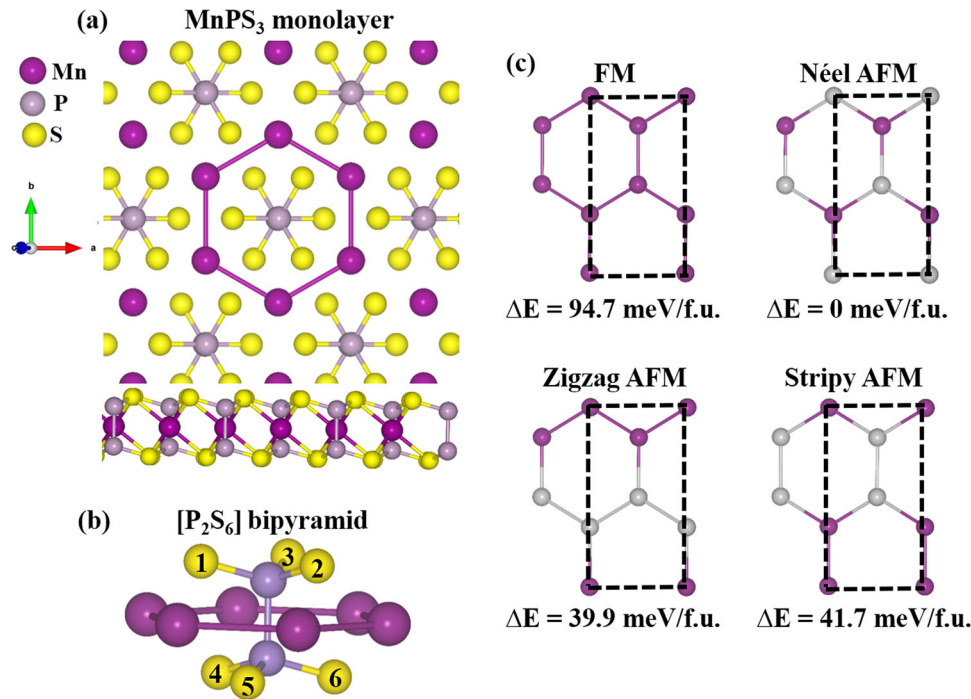 (a) MnPS₃ monolayer
Mn
P
S
b
a
[P₂S₆] bipyramid
(b)
1
3
2
4
5
6
(c)
FM
Néel AFM
ΔE = 94.7 meV/f.u.
ΔE = 0 meV/f.u.
Zigzag AFM
Stripy AFM
ΔE = 39.9 meV/f.u.
ΔE = 41.7 meV/f.u.